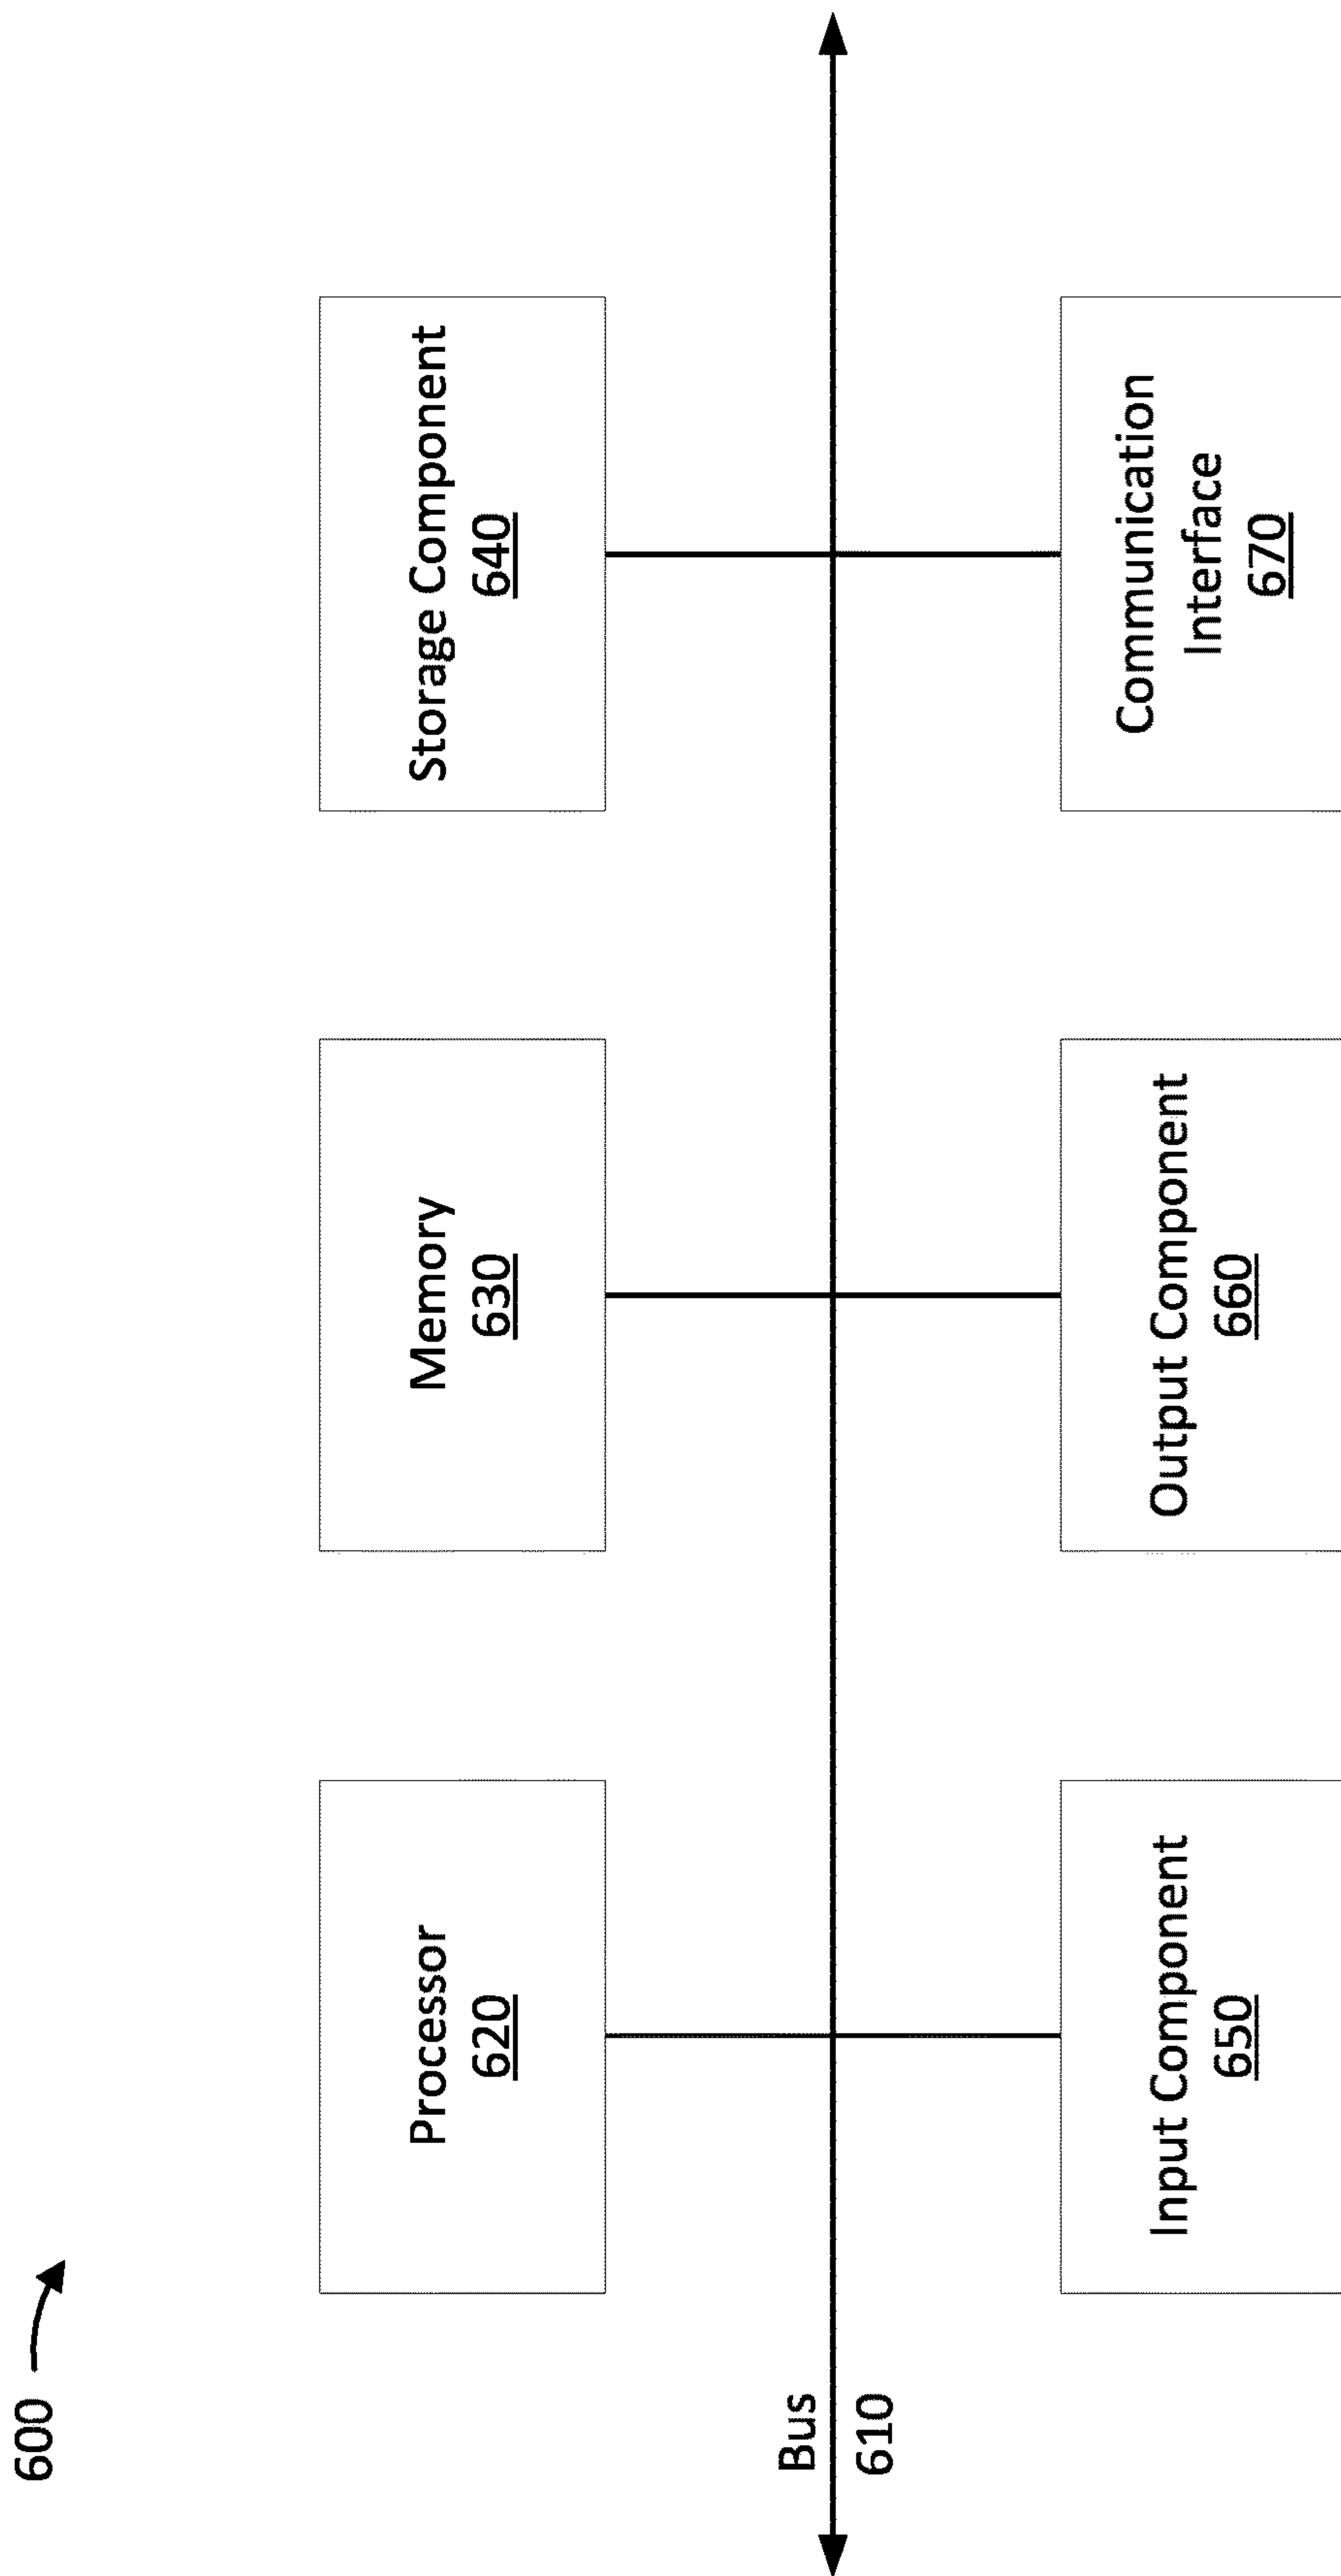 600
Processor
620
Memory
630
Storage Component
640
Bus
610
Input Component
650
Output Component
660
Communication
Interface
670